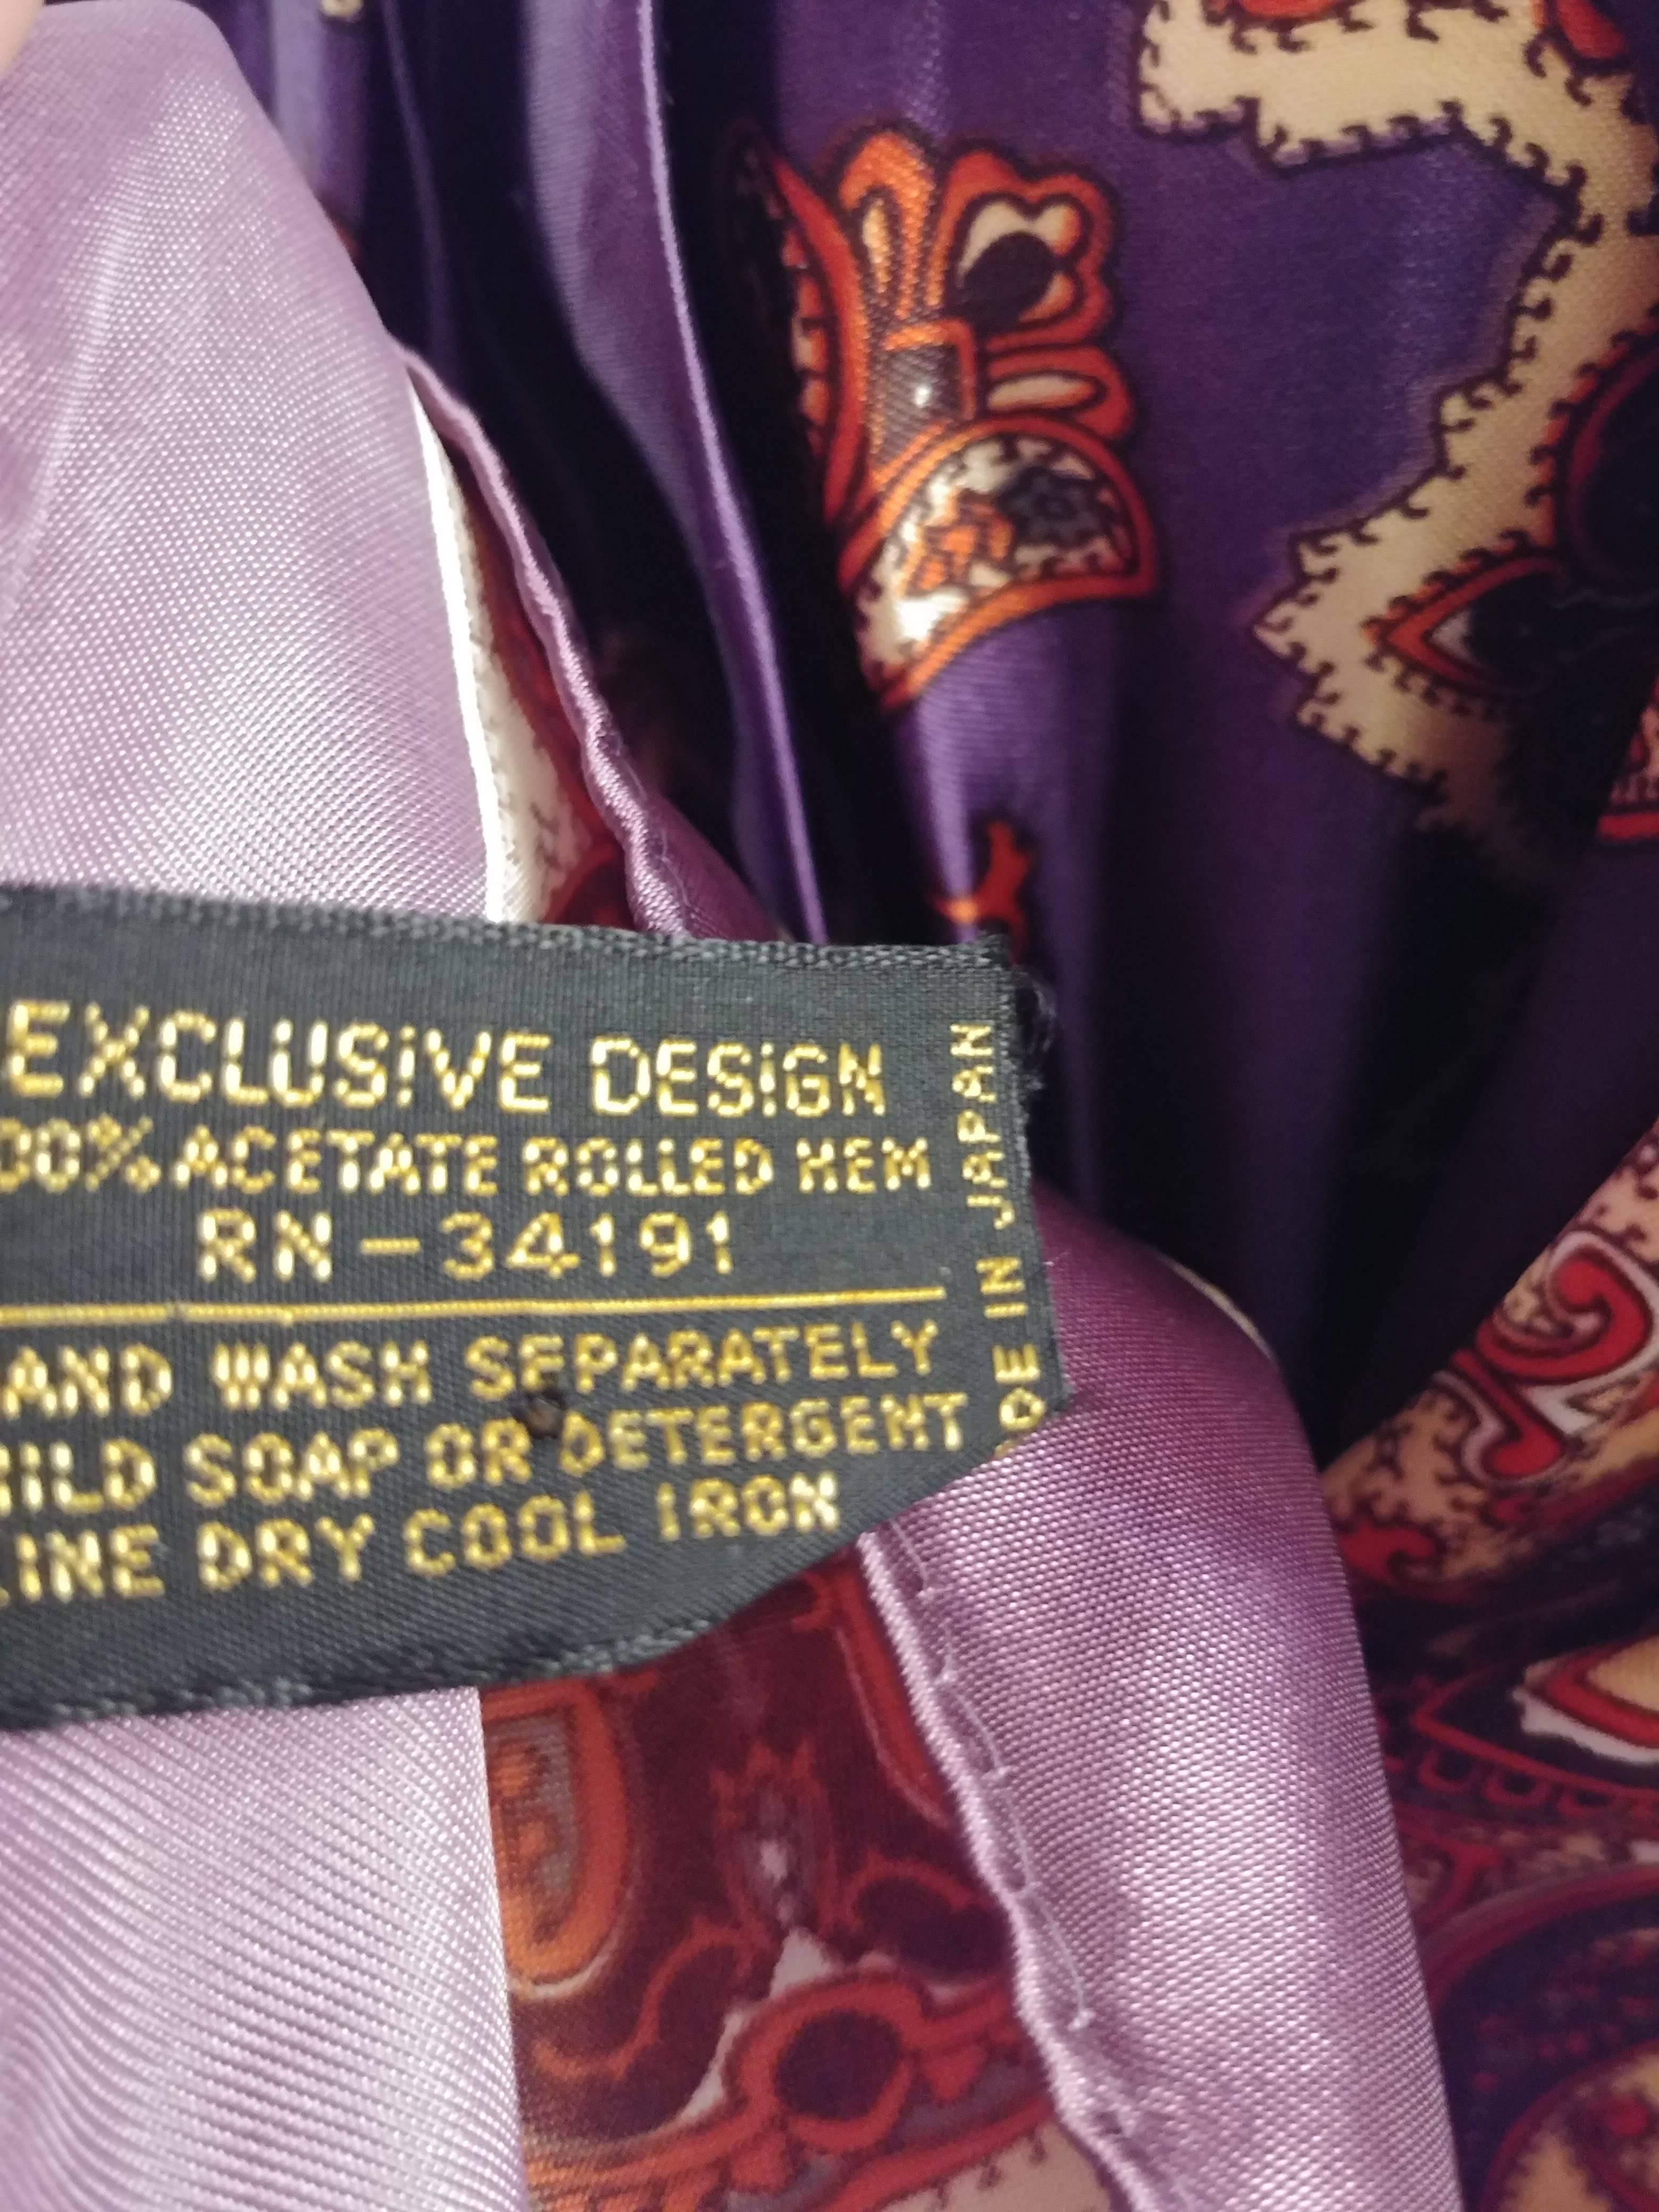 EXCLUSiVE DESiGN
00% ACETATE ROLLED HEM
RN-34191
AND WASH SEPARATELY
ILD SOAP OR DETERGENT
INE DRY COOL IRON
DE IN JAPAN